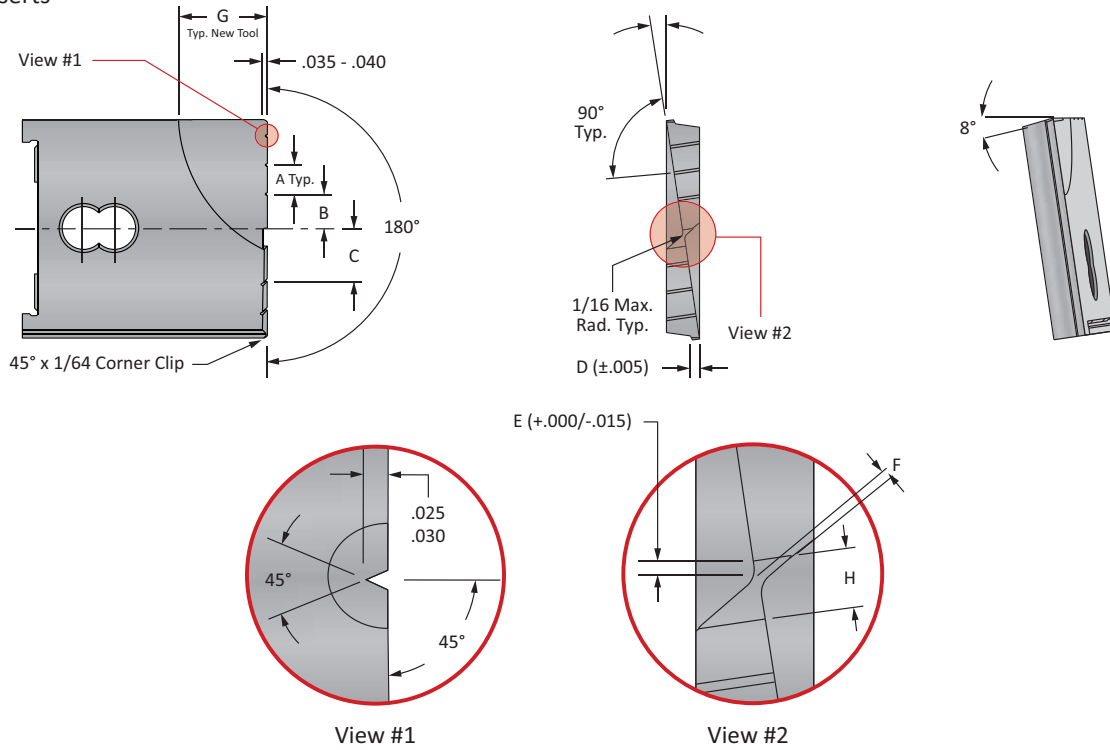 G
Typ. New Tool
View #1
.035 - .040
A Typ.
B
180°
C
45° x 1/64 Corner Clip
90°
Typ.
1/16 Max.
Rad. Typ.
View #2
D (±.005)
8°
E (+.000/-.015)
F
.025
.030
45°
45°
H
View #1
View #2